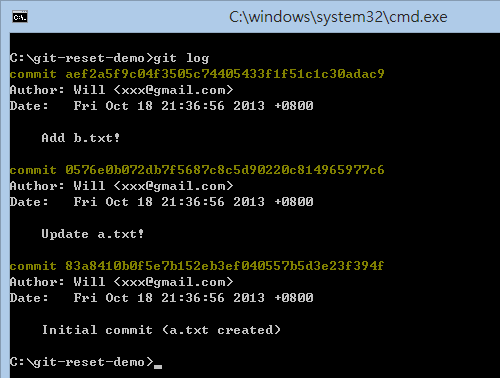 C:\windows\system32\cmd.exe
C:\git-reset-demo>git log
commit aef2a5f9c04f3505c74405433f1f51c1c30adac9
Author: Will <xxx@gmail.com>
Date:   Fri Oct 18 21:36:56 2013 +0800
Add b.txt!
commit 0576e0b072db7f5687c8c5d90220c814965977c6
Author: Will <xxx@gmail.com>
Date:   Fri Oct 18 21:36:56 2013 +0800
Update a.txt!
commit 83a8410b0f5e7b152eb3ef040557b5d3e23f394f
Author: Will <xxx@gmail.com>
Date:   Fri Oct 18 21:36:56 2013 +0800
Initial commit (a.txt created)
C:\git-reset-demo>_